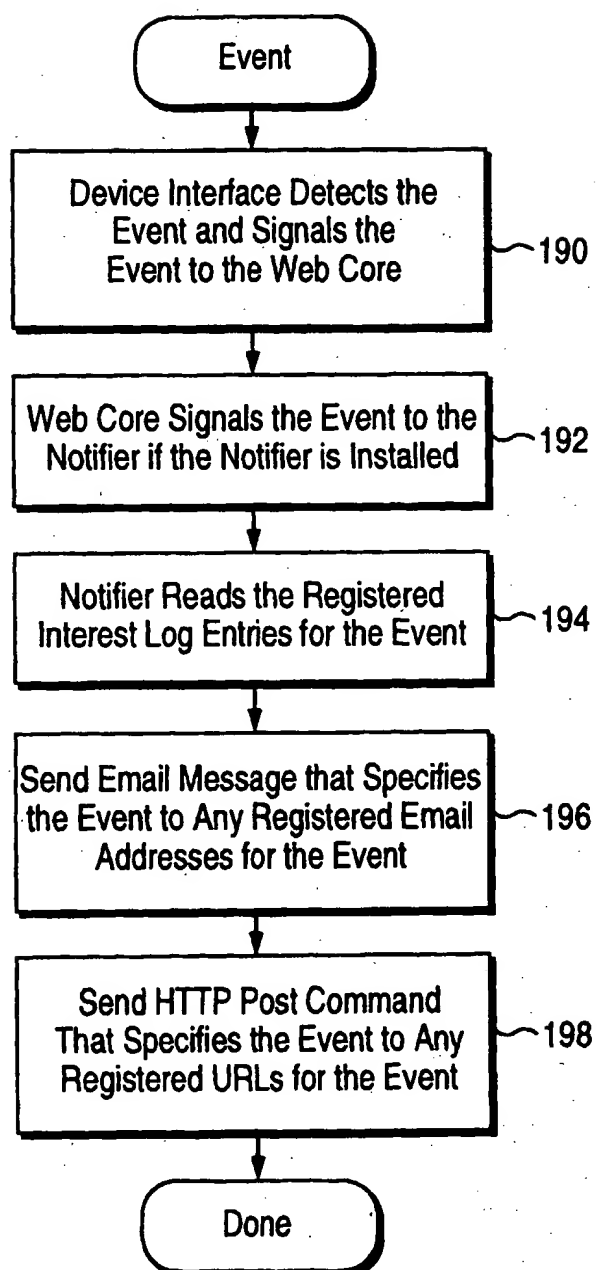 Event
Device Interface Detects the
Event and Signals the
Event to the Web Core
190
Web Core Signals the Event to the
Notifier if the Notifier is Installed
192
Notifier Reads the Registered
Interest Log Entries for the Event
194
Send Email Message that Specifies
the Event to Any Registered Email
Addresses for the Event
196
Send HTTP Post Command
That Specifies the Event to Any
Registered URLs for the Event
198
Done